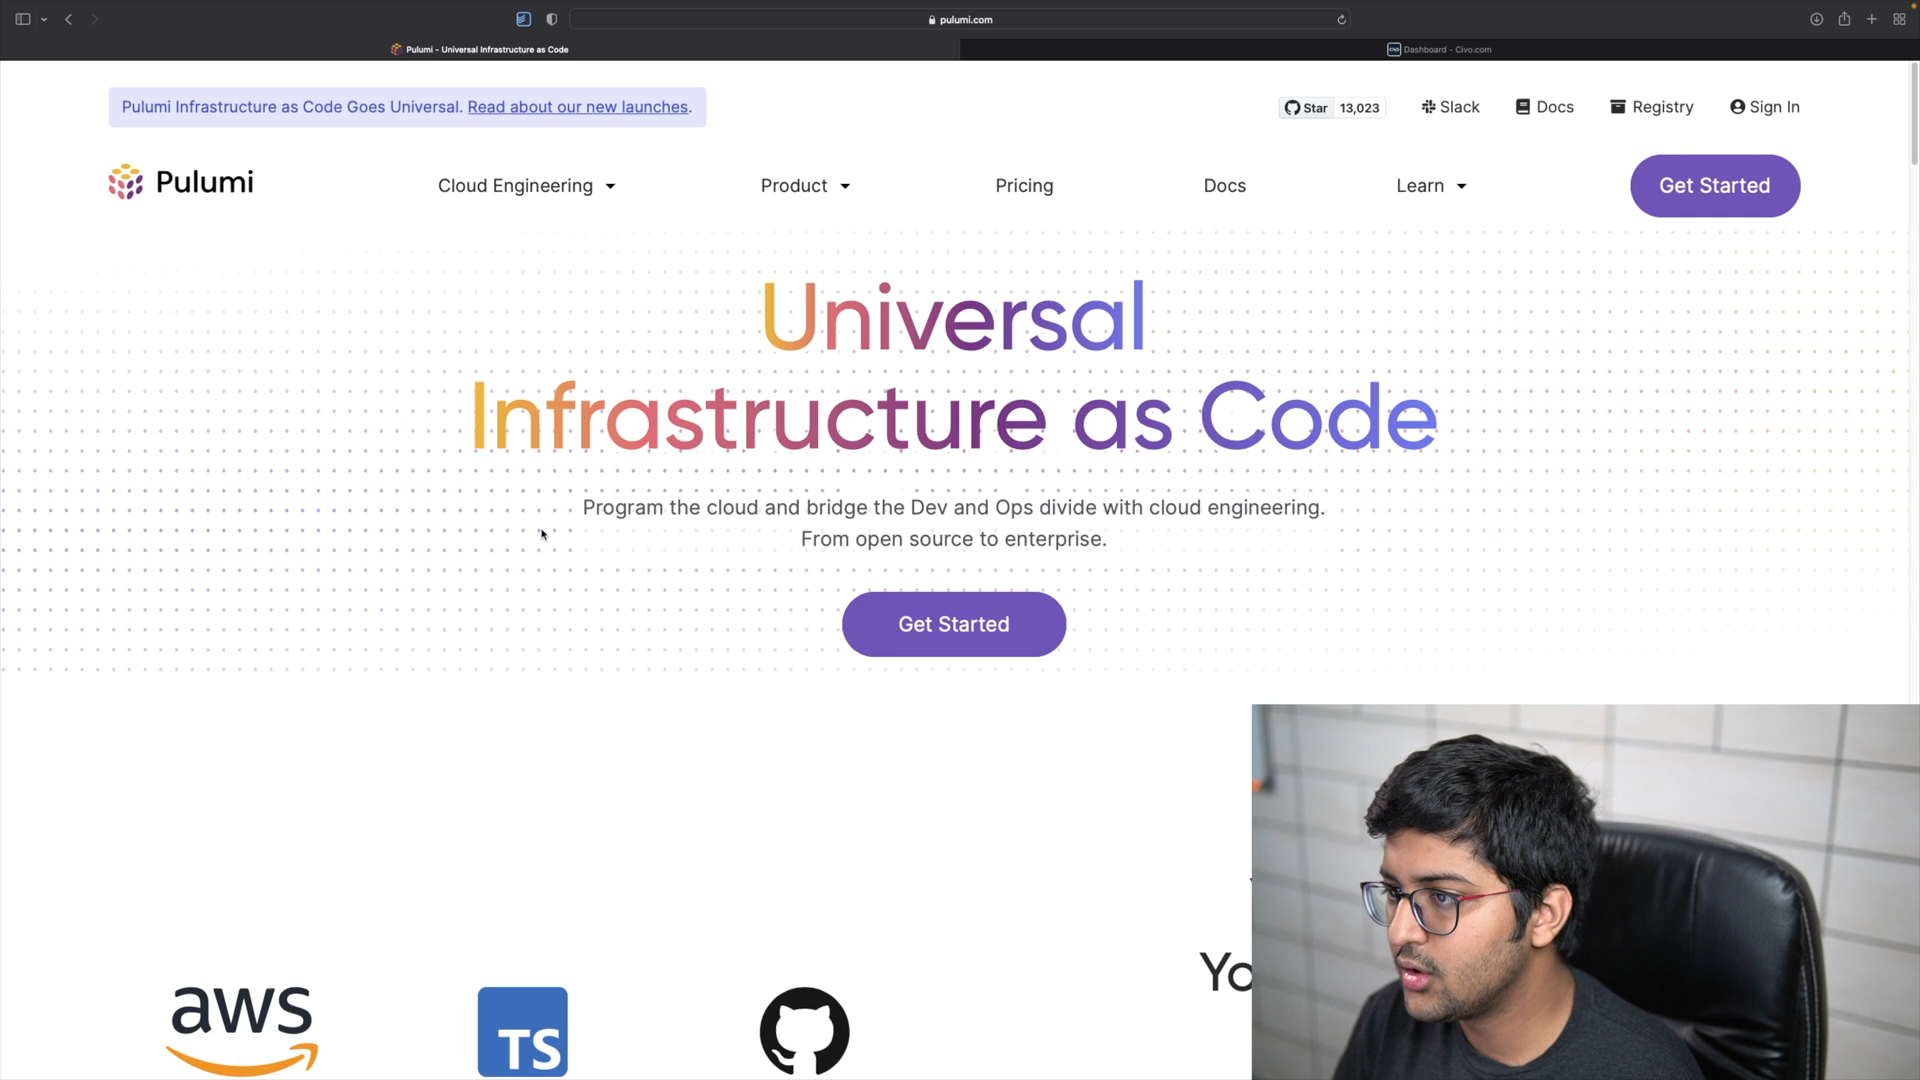 pulumi.com
Pulumi - Universal Infrastructure as Code
Dashboard - Civo.com
Pulumi Infrastructure as Code Goes Universal. Read about our new launches.
Star 13,023
Slack
Docs
Registry
Sign In
Pulumi
Cloud Engineering
Product
Pricing
Docs
Learn
Get Started
Universal
Infrastructure as Code
Program the cloud and bridge the Dev and Ops divide with cloud engineering.
From open source to enterprise.
Get Started
Yo
aws
TS